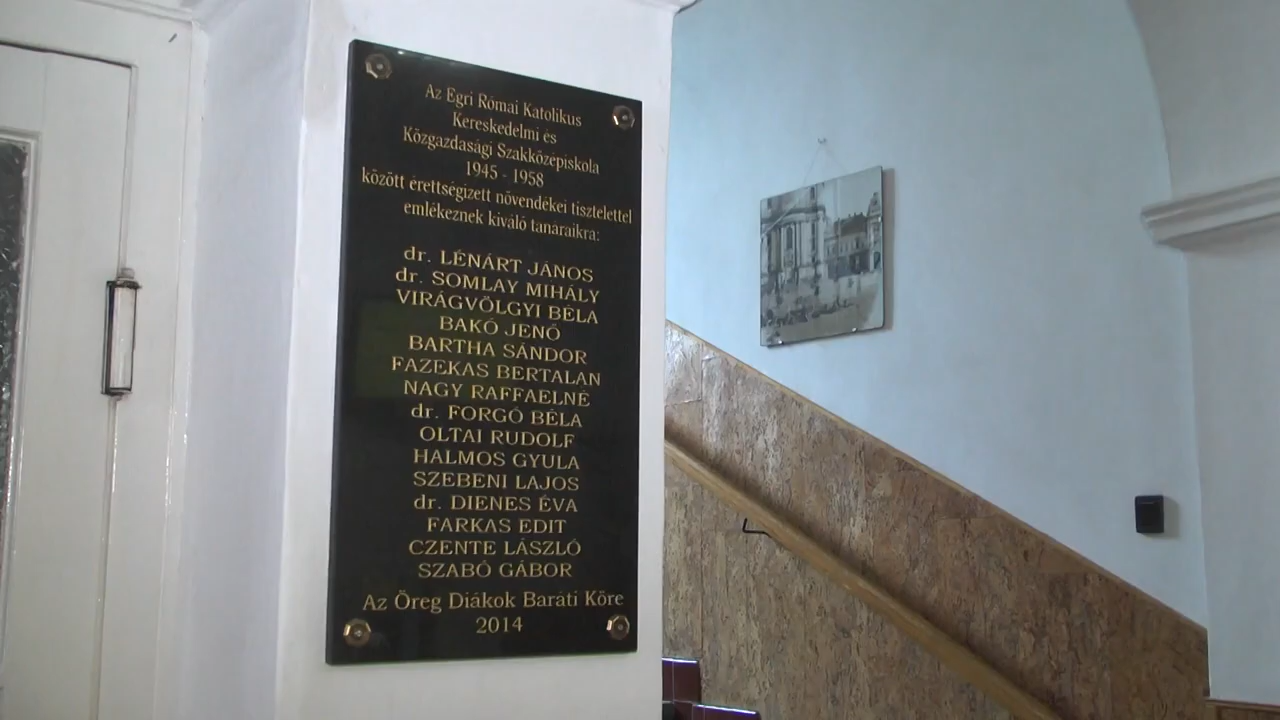 Az Egri Római Katolikus
Kereskedelmi és
Közgazdasági Szakközépiskola
1945 - 1958
között érettségizett növendékei tisztelettel
emlékeznek kiváló tanáraikra:
dr. LÉNÁRT JÁNOS
dr. SOMLAY MIHÁLY
VIRÁGVÖLGYI BÉLA
BAKÓ JENŐ
BARTHA SÁNDOR
FAZEKAS BERTALAN
NAGY RAFFAELNÉ
dr. FORGÓ BÉLA
OLTAI RUDOLF
HALMOS GYULA
SZEBENI LAJOS
dr. DIENES ÉVA
FARKAS EDIT
CZENTE LÁSZLÓ
SZABÓ GÁBOR
Az Öreg Diákok Baráti Köre
2014